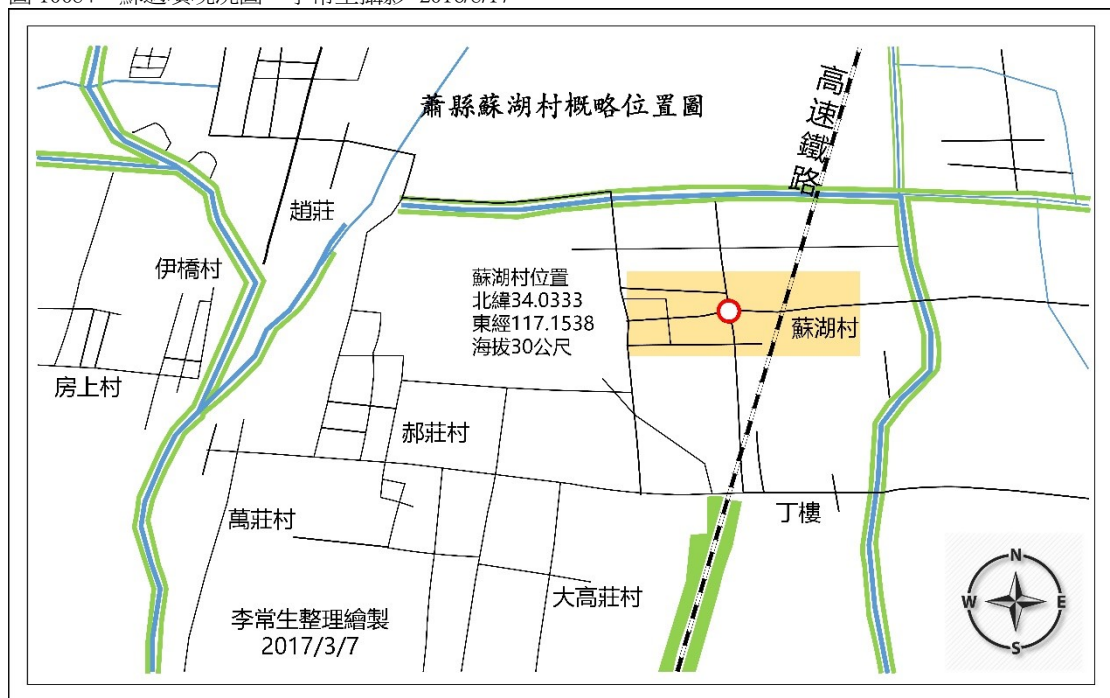 蕭縣蘇湖村概略位置圖
高速鐵路
趙莊
伊橋村
蘇湖村位置
北緯34.0333
東經117.1538
海拔30公尺
蘇湖村
房上村
郝莊村
萬莊村
丁樓
大高莊村
李常生整理繪製
2017/3/7
N
W
E
S